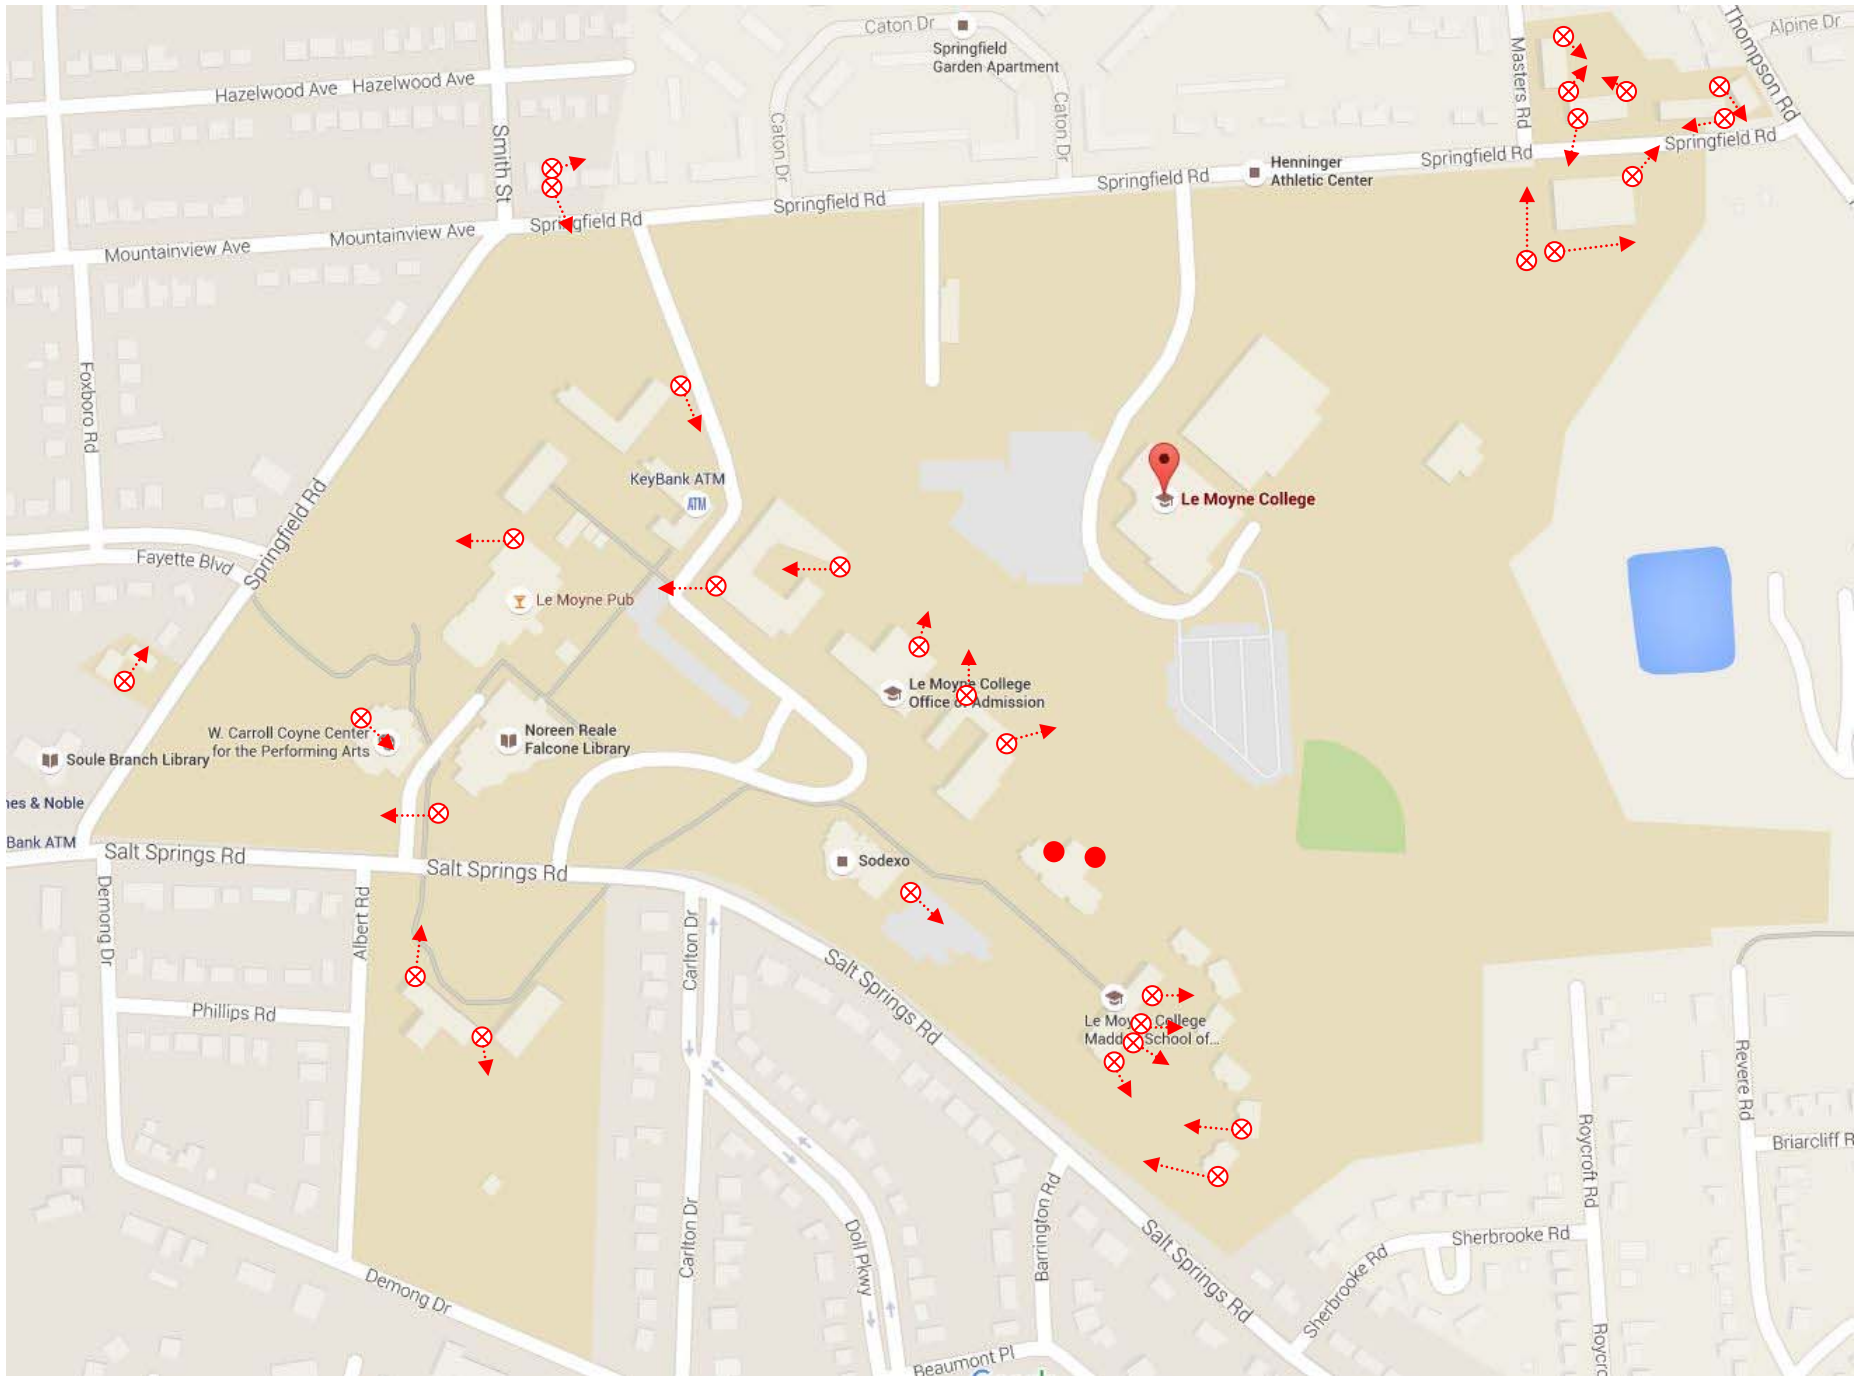 Caton Dr
Alpine Dr
Thompson Rd
Springfield
Garden Apartment
Masters Rd
Hazelwood Ave
Hazelwood Ave
Smith St
Caton Dr
Caton Dr
Springfield Rd
Springfield Rd
Henninger
Athletic Center
Springfield Rd
Springfield Rd
Springfield Rd
Mountainview Ave
Mountainview Ave
Foxboro Rd
KeyBank ATM
ATM
Le Moyne College
Springfield Rd
Fayette Blvd
Le Moyne Pub
Le Moyne College
Office of Admission
W. Carroll Coyne Center
for the Performing Arts
Noreen Reale
Falcone Library
Soule Branch Library
nes & Noble
Bank ATM
Salt Springs Rd
Salt Springs Rd
Sodexo
Demong Dr
Albert Rd
Carlton Dr
Salt Springs Rd
Phillips Rd
Le Moyne College
Madden School of...
Revere Rd
Roycroft Rd
Briarcliff R
Carlton Dr
Doll Pkwy
Barrington Rd
Salt Springs Rd
Sherbrooke Rd
Sherbrooke Rd
Demong Dr
Beaumont Pl
Roycro